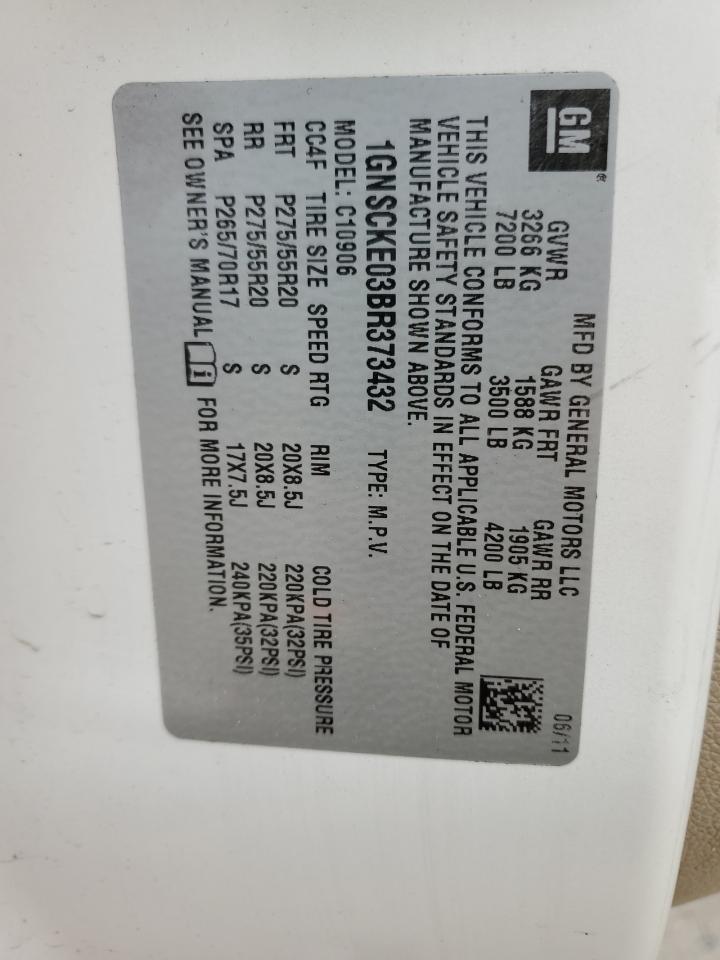 GM
MFD BY GENERAL MOTORS LLC 06/11
GVWR GAWR FRT GAWR RR
3266 KG 1588 KG 1905 KG
7200 LB 3500 LB 4200 LB
THIS VEHICLE CONFORMS TO ALL APPLICABLE U.S. FEDERAL MOTOR
VEHICLE SAFETY STANDARDS IN EFFECT ON THE DATE OF
MANUFACTURE SHOWN ABOVE.
1GNSCKE03BR373432 TYPE: M.P.V.
MODEL: C10906
CC4F TIRE SIZE SPEED RTG RIM COLD TIRE PRESSURE
FRT P275/55R20 S 20X8.5J 220KPA(32PSI)
RR P275/55R20 S 20X8.5J 220KPA(32PSI)
SPA P265/70R17 S 17X7.5J 240KPA(35PSI)
SEE OWNER'S MANUAL i FOR MORE INFORMATION.